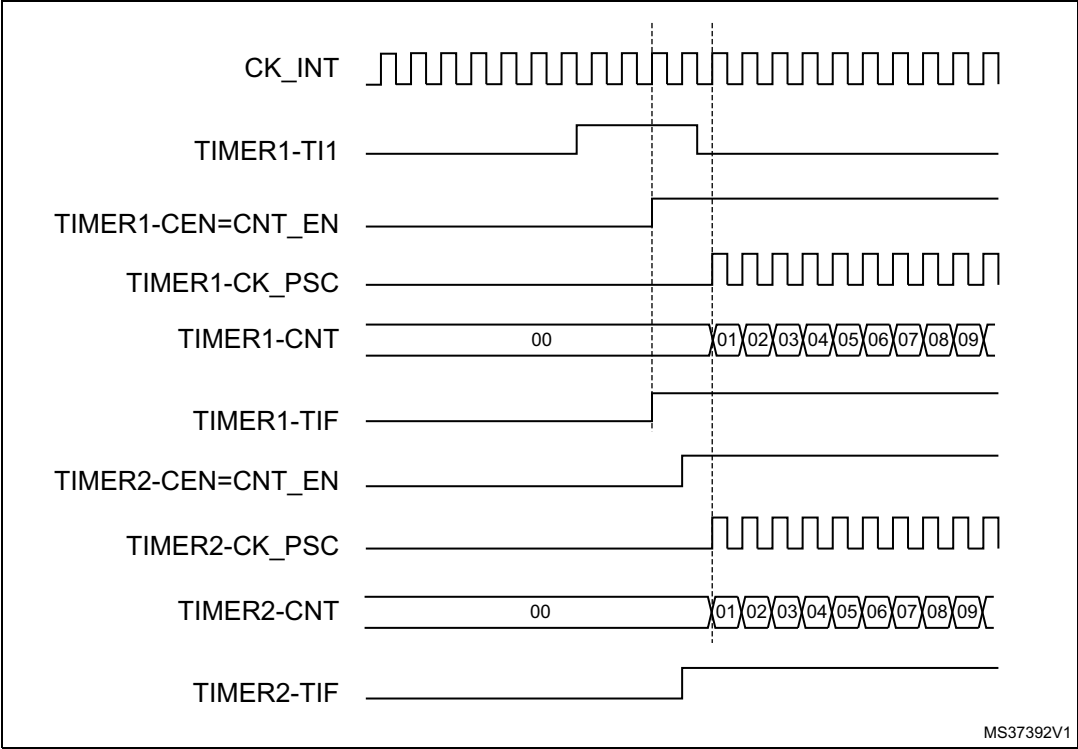 CK_INT
TIMER1-TI1
TIMER1-CEN=CNT_EN
TIMER1-CK_PSC
TIMER1-CNT 00 01 02 03 04 05 06 07 08 09
TIMER1-TIF
TIMER2-CEN=CNT_EN
TIMER2-CK_PSC
TIMER2-CNT 00 01 02 03 04 05 06 07 08 09
TIMER2-TIF
MS37392V1